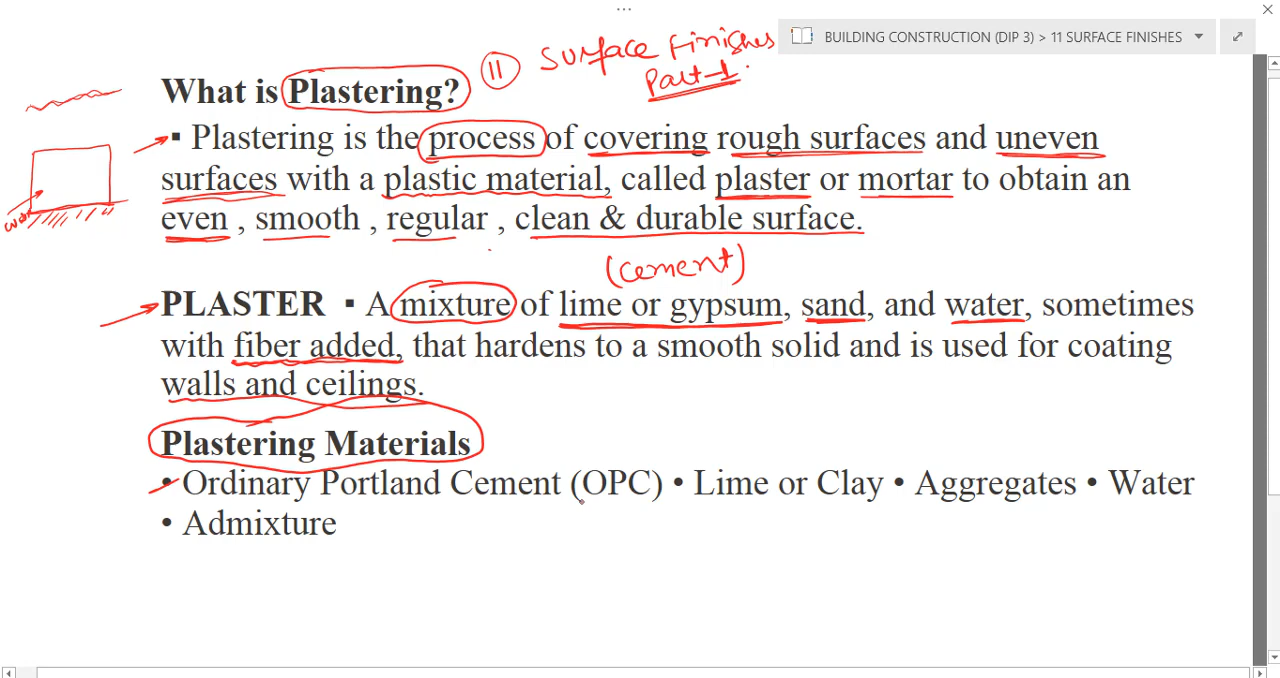 BUILDING CONSTRUCTION (DIP 3) > 11 SURFACE FINISHES
11 Surface Finishes
Part-1.
What is Plastering?
▪ Plastering is the process of covering rough surfaces and uneven
surfaces with a plastic material, called plaster or mortar to obtain an
even , smooth , regular , clean & durable surface.
(cement)
PLASTER ▪ A mixture of lime or gypsum, sand, and water, sometimes
with fiber added, that hardens to a smooth solid and is used for coating
walls and ceilings.
Plastering Materials
• Ordinary Portland Cement (OPC) • Lime or Clay • Aggregates • Water
• Admixture